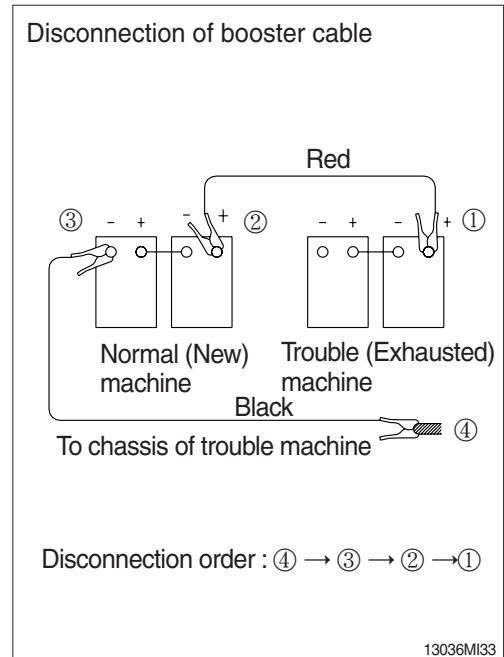 Disconnection of booster cable
Red
③ - + - + ② - + - + ①
Normal (New) machine
Trouble (Exhausted) machine
Black
To chassis of trouble machine ④
Disconnection order : ④ → ③ → ② →①
13036MI33